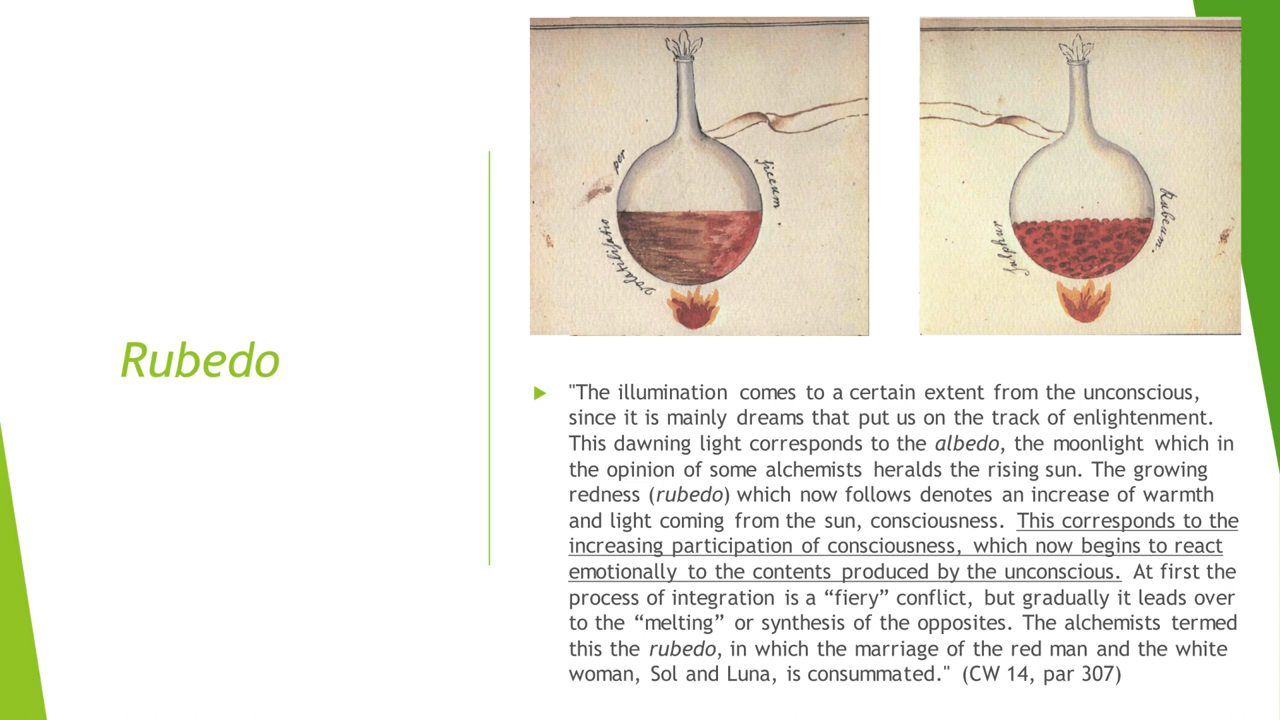 per
ficcum.
volatilisatio
Sulphur
Rubeum.
Rubedo
"The illumination comes to a certain extent from the unconscious,
since it is mainly dreams that put us on the track of enlightenment.
This dawning light corresponds to the albedo, the moonlight which in
the opinion of some alchemists heralds the rising sun. The growing
redness (rubedo) which now follows denotes an increase of warmth
and light coming from the sun, consciousness. This corresponds to the
increasing participation of consciousness, which now begins to react
emotionally to the contents produced by the unconscious. At first the
process of integration is a “fiery” conflict, but gradually it leads over
to the “melting” or synthesis of the opposites. The alchemists termed
this the rubedo, in which the marriage of the red man and the white
woman, Sol and Luna, is consummated." (CW 14, par 307)